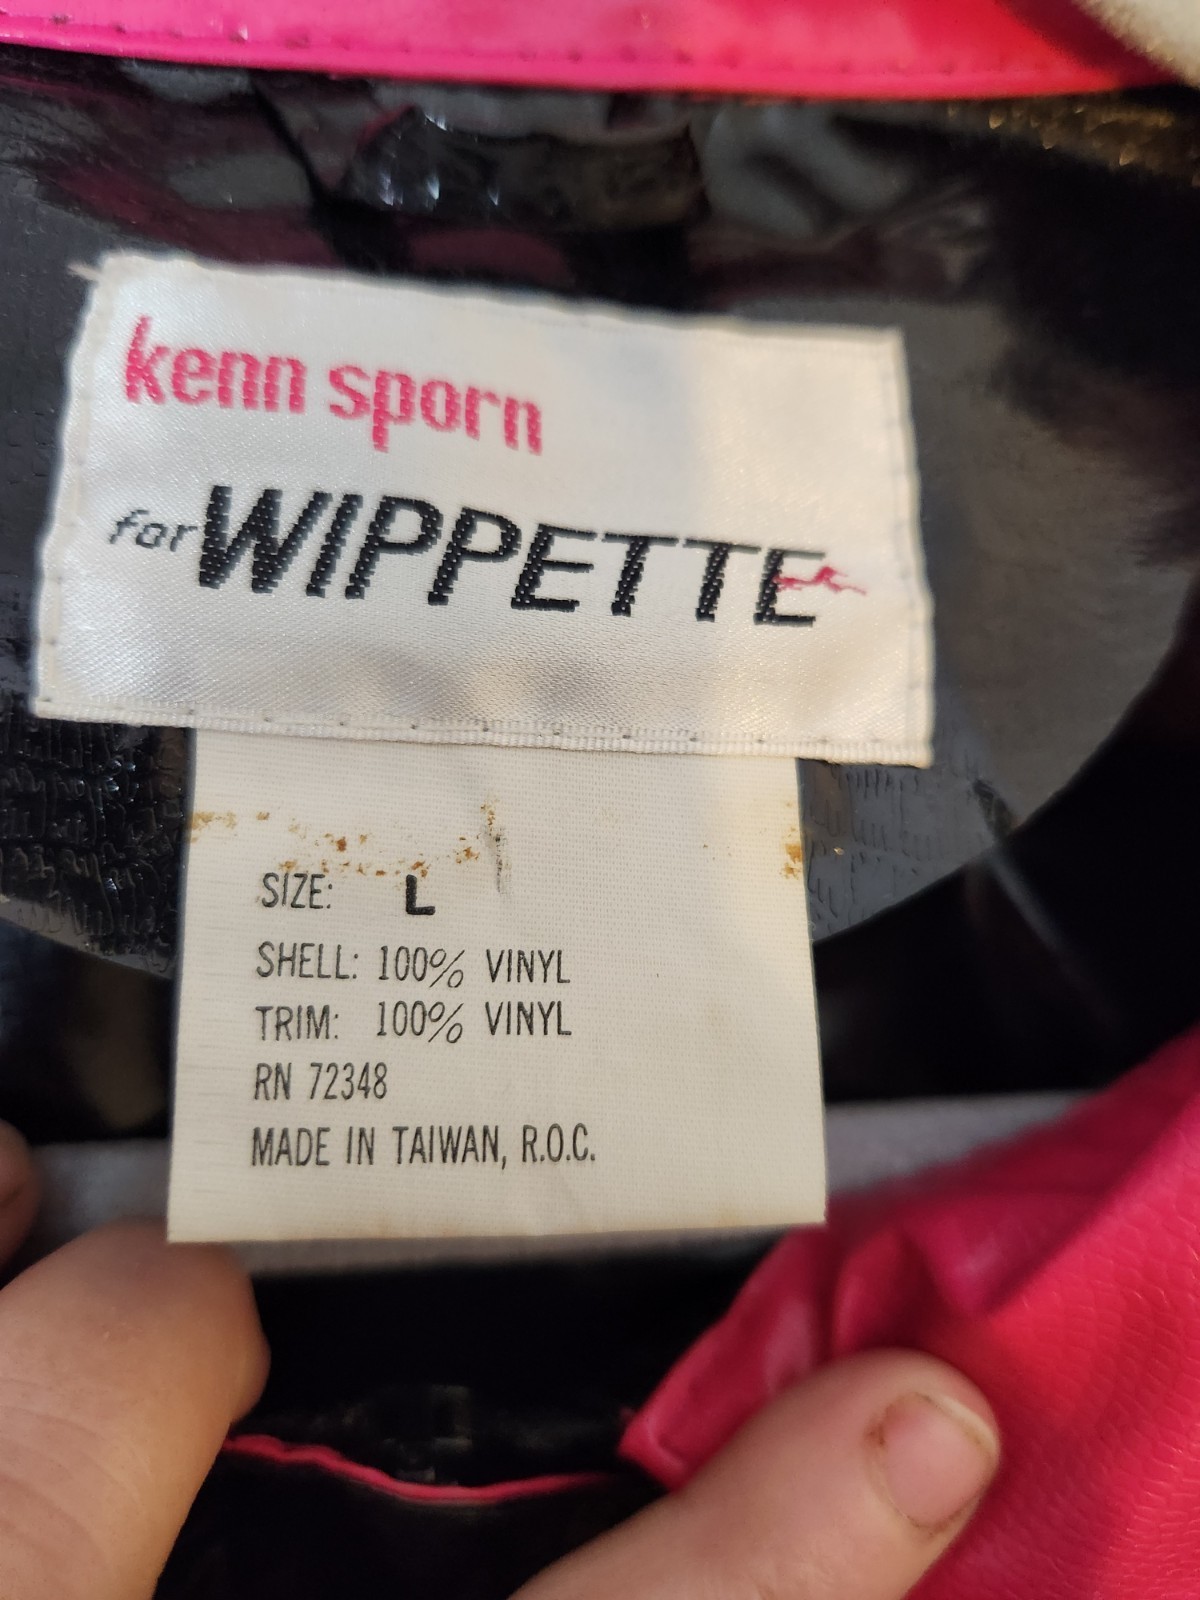 kenn sporn
for WIPPETTE
SIZE: L
SHELL: 100% VINYL
TRIM: 100% VINYL
RN 72348
MADE IN TAIWAN, R.O.C.